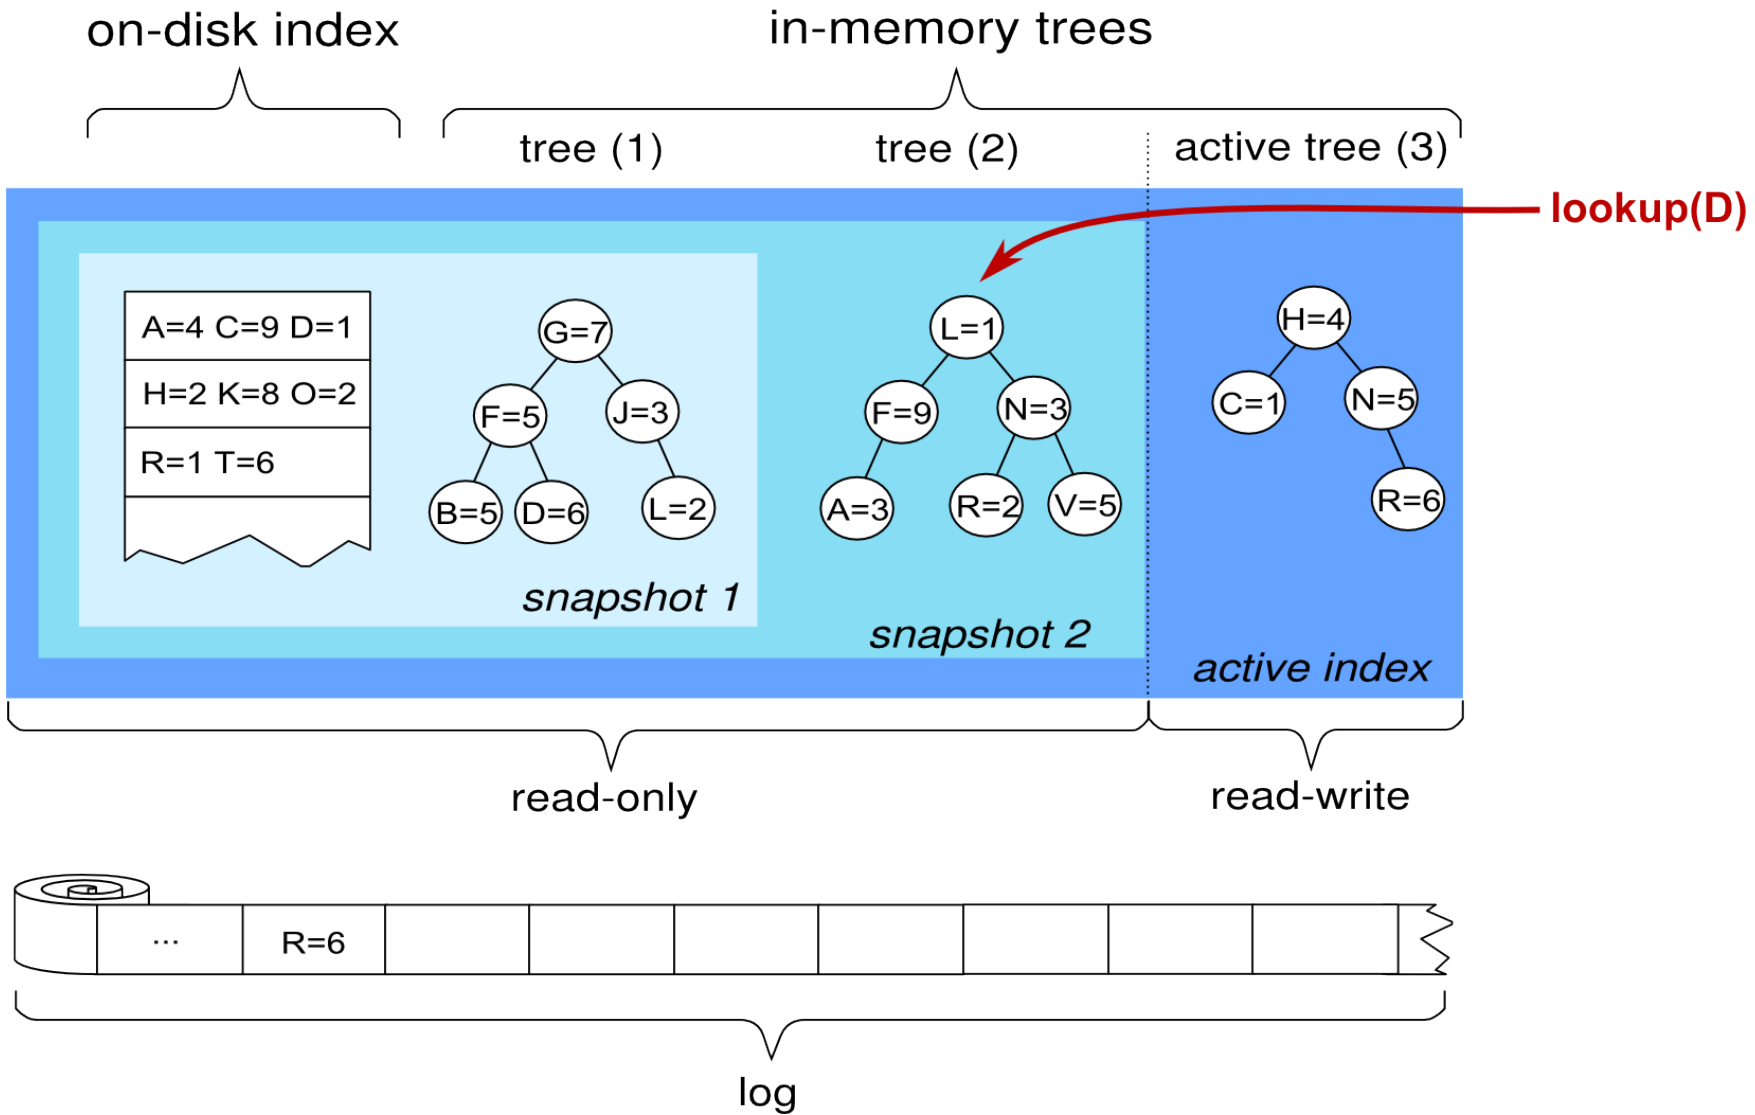 on-disk index
in-memory trees
tree (1)
tree (2)
active tree (3)
lookup(D)
A=4 C=9 D=1
H=2 K=8 O=2
R=1 T=6
G=7
F=5
J=3
B=5
D=6
L=2
snapshot 1
L=1
F=9
N=3
A=3
R=2
V=5
snapshot 2
H=4
C=1
N=5
R=6
active index
read-only
read-write
...
R=6
log